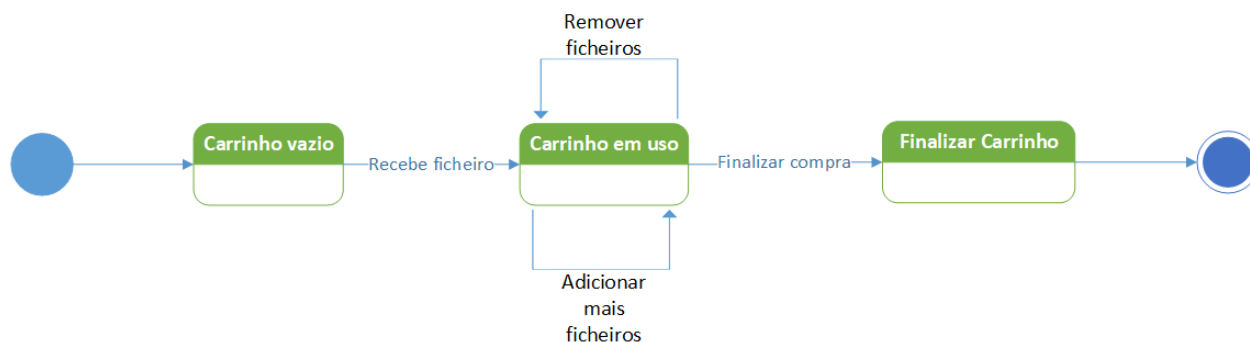 Remover
ficheiros
Carrinho vazio
Recebe ficheiro
Carrinho em uso
Finalizar compra
Finalizar Carrinho
Adicionar
mais
ficheiros